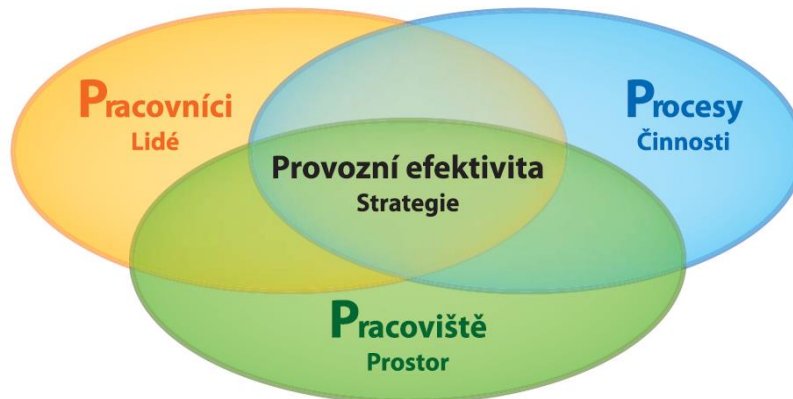 Pracovníci
Lidé
Procesy
Činnosti
Provozní efektivita
Strategie
Pracoviště
Prostor